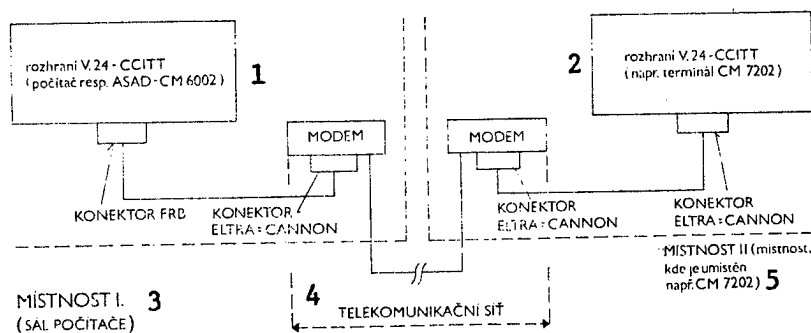 rozhraní V.24 - CCITT
(počítač resp. ASAD - CM 6002)
1
2
rozhraní V.24 - CCITT
(např. terminál CM 7202)
MODEM
MODEM
KONEKTOR FRB
KONEKTOR
ELTRA = CANNON
KONEKTOR
ELTRA = CANNON
KONEKTOR
ELTRA = CANNON
MÍSTNOST I. 3
(SÁL POČÍTAČE)
4
TELEKOMUNIKAČNÍ SÍŤ
MÍSTNOST II (místnost,
kde je umístěn
např. CM 7202) 5